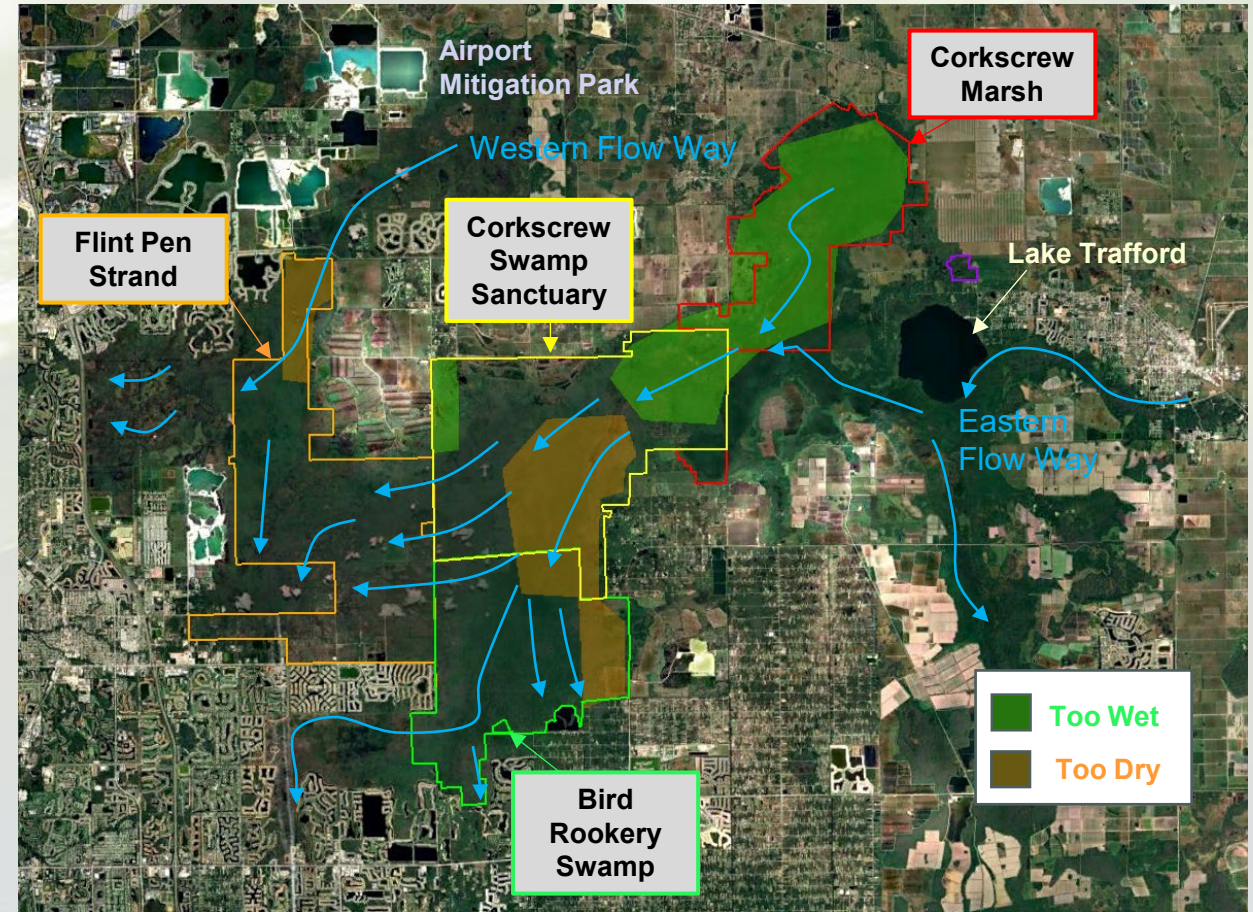 Airport
Mitigation Park
Corkscrew
Marsh
Western Flow Way
Flint Pen
Strand
Corkscrew
Swamp
Sanctuary
Lake Trafford
Eastern
Flow Way
Too Wet
Too Dry
Bird
Rookery
Swamp